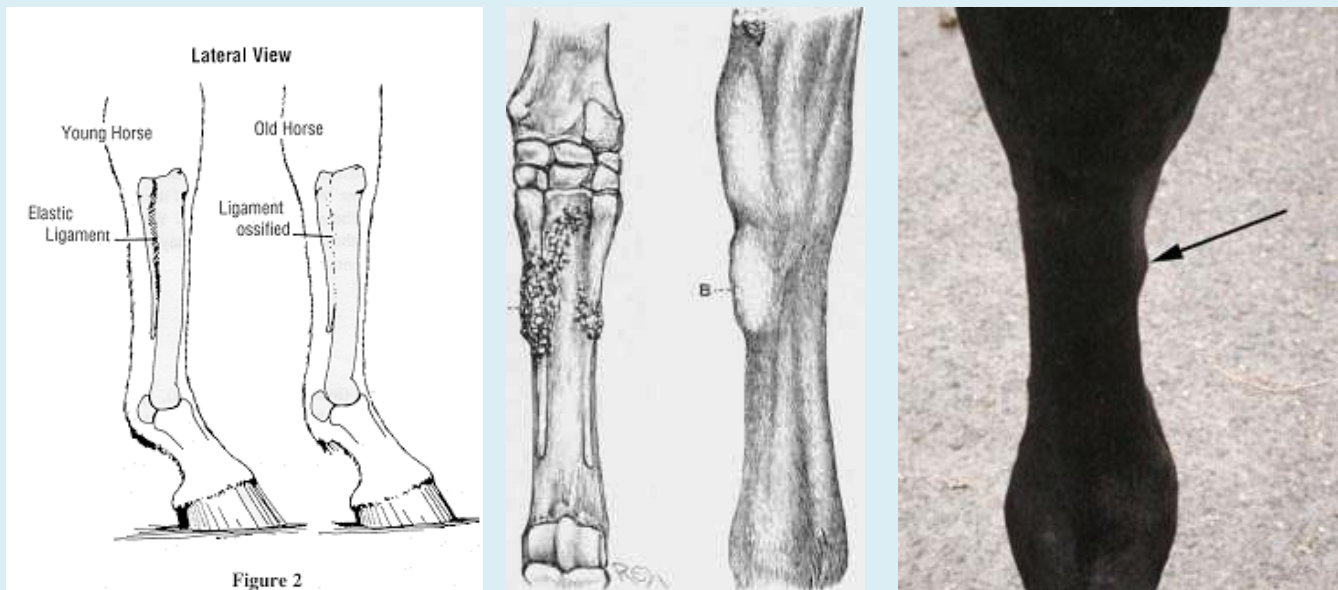 Lateral View
Young Horse
Old Horse
Elastic
Ligament
Ligament
ossified
Figure 2
B